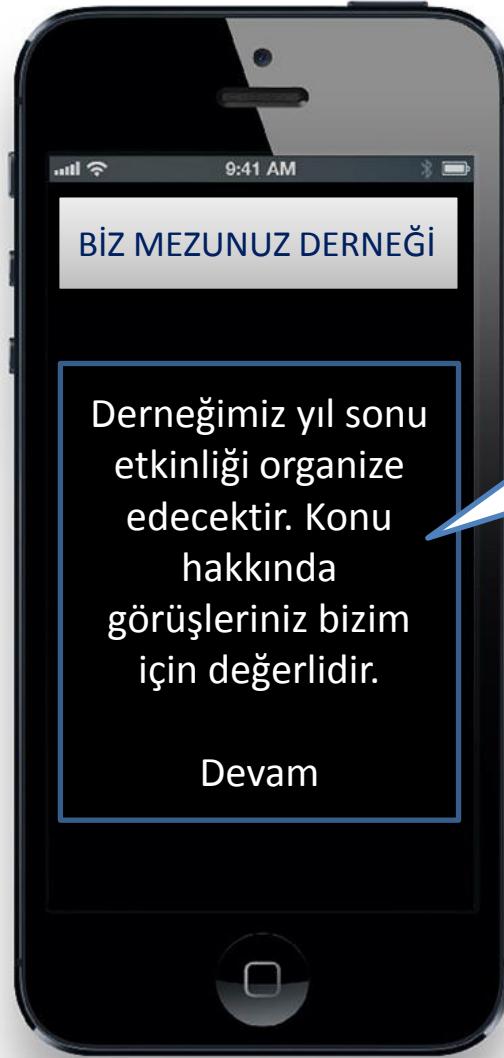 9:41 AM
BİZ MEZUNUZ DERNEĞİ
Derneğimiz yıl sonu
etkinliği organize
edecektir. Konu
hakkında
görüşleriniz bizim
için değerlidir.
Devam